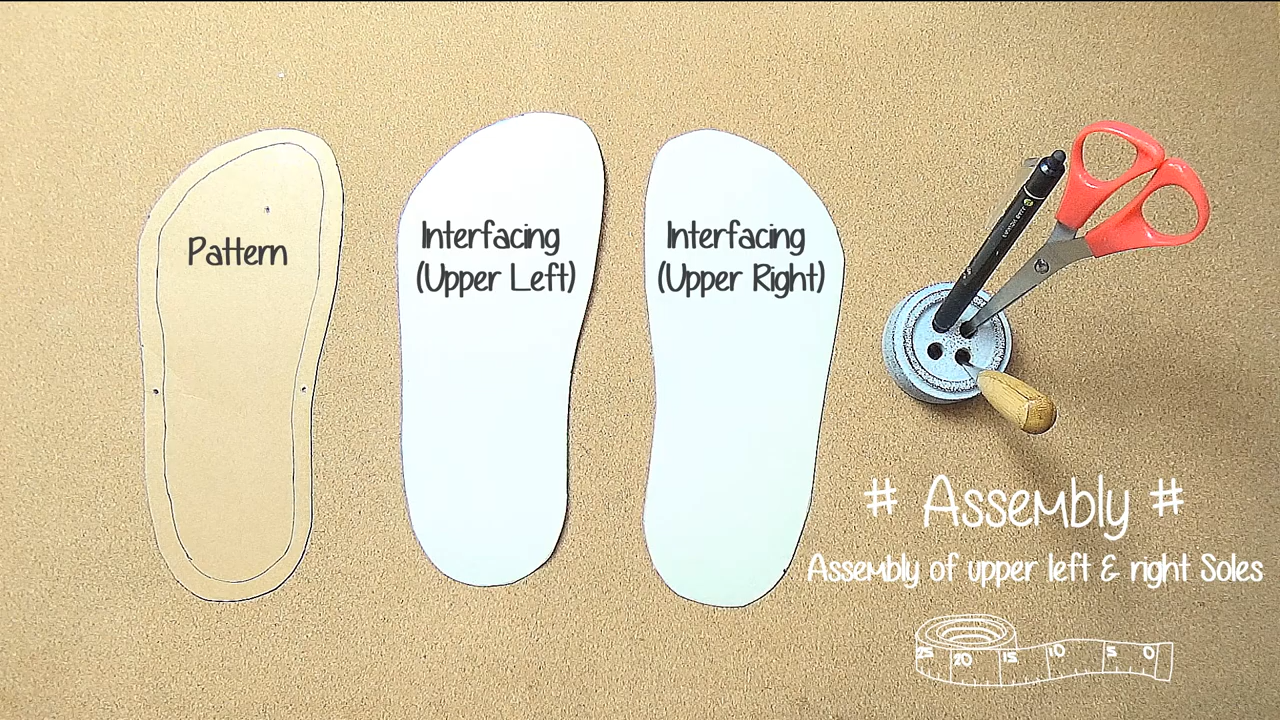 Pattern
Interfacing
(Upper Left)
Interfacing
(Upper Right)
# Assembly #
Assembly of upper left & right Soles
25 20 15 10 5 0